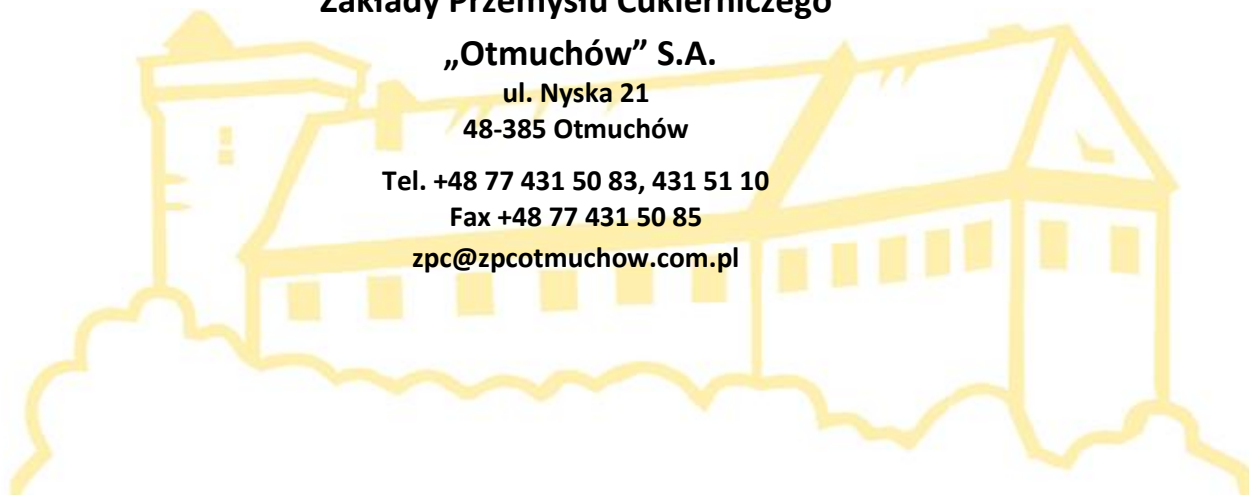 Zakłady Przemysłu Cukierniczego
„Otmuchów” S.A.
ul. Nyska 21
48-385 Otmuchów
Tel. +48 77 431 50 83, 431 51 10
Fax +48 77 431 50 85
zpc@zpcotmuchow.com.pl